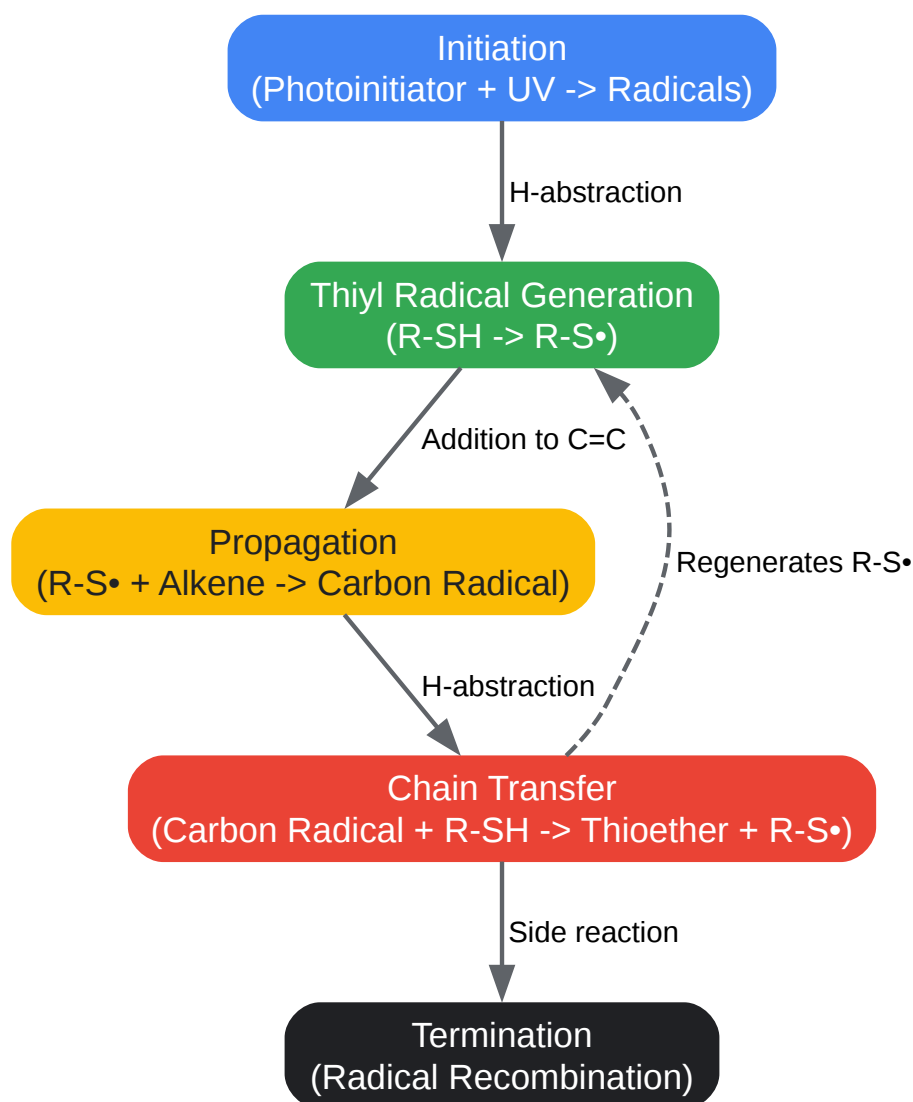 Initiation
(Photoinitiator + UV -> Radicals)
H-abstraction
Thiyl Radical Generation
(R-SH -> R-S•)
Addition to C=C
Propagation
(R-S• + Alkene -> Carbon Radical)
Regenerates R-S•
H-abstraction
Chain Transfer
(Carbon Radical + R-SH -> Thioether + R-S•)
Side reaction
Termination
(Radical Recombination)